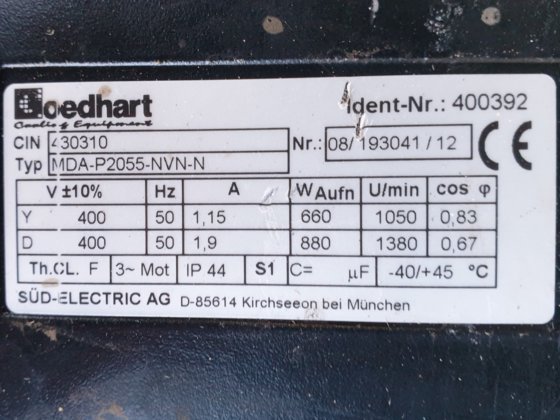 Goedhart
Cooling Equipment
Ident-Nr.: 400392
CIN 430310
Nr.: 08/ 193041 / 12
CE
Typ MDA-P2055-NVN-N
V ±10% Hz A W Aufn U/min cos φ
Y 400 50 1,15 660 1050 0,83
D 400 50 1,9 880 1380 0,67
Th.CL. F 3~ Mot IP 44 S1 C= µF -40/+45 °C
SÜD-ELECTRIC AG D-85614 Kirchseeon bei München